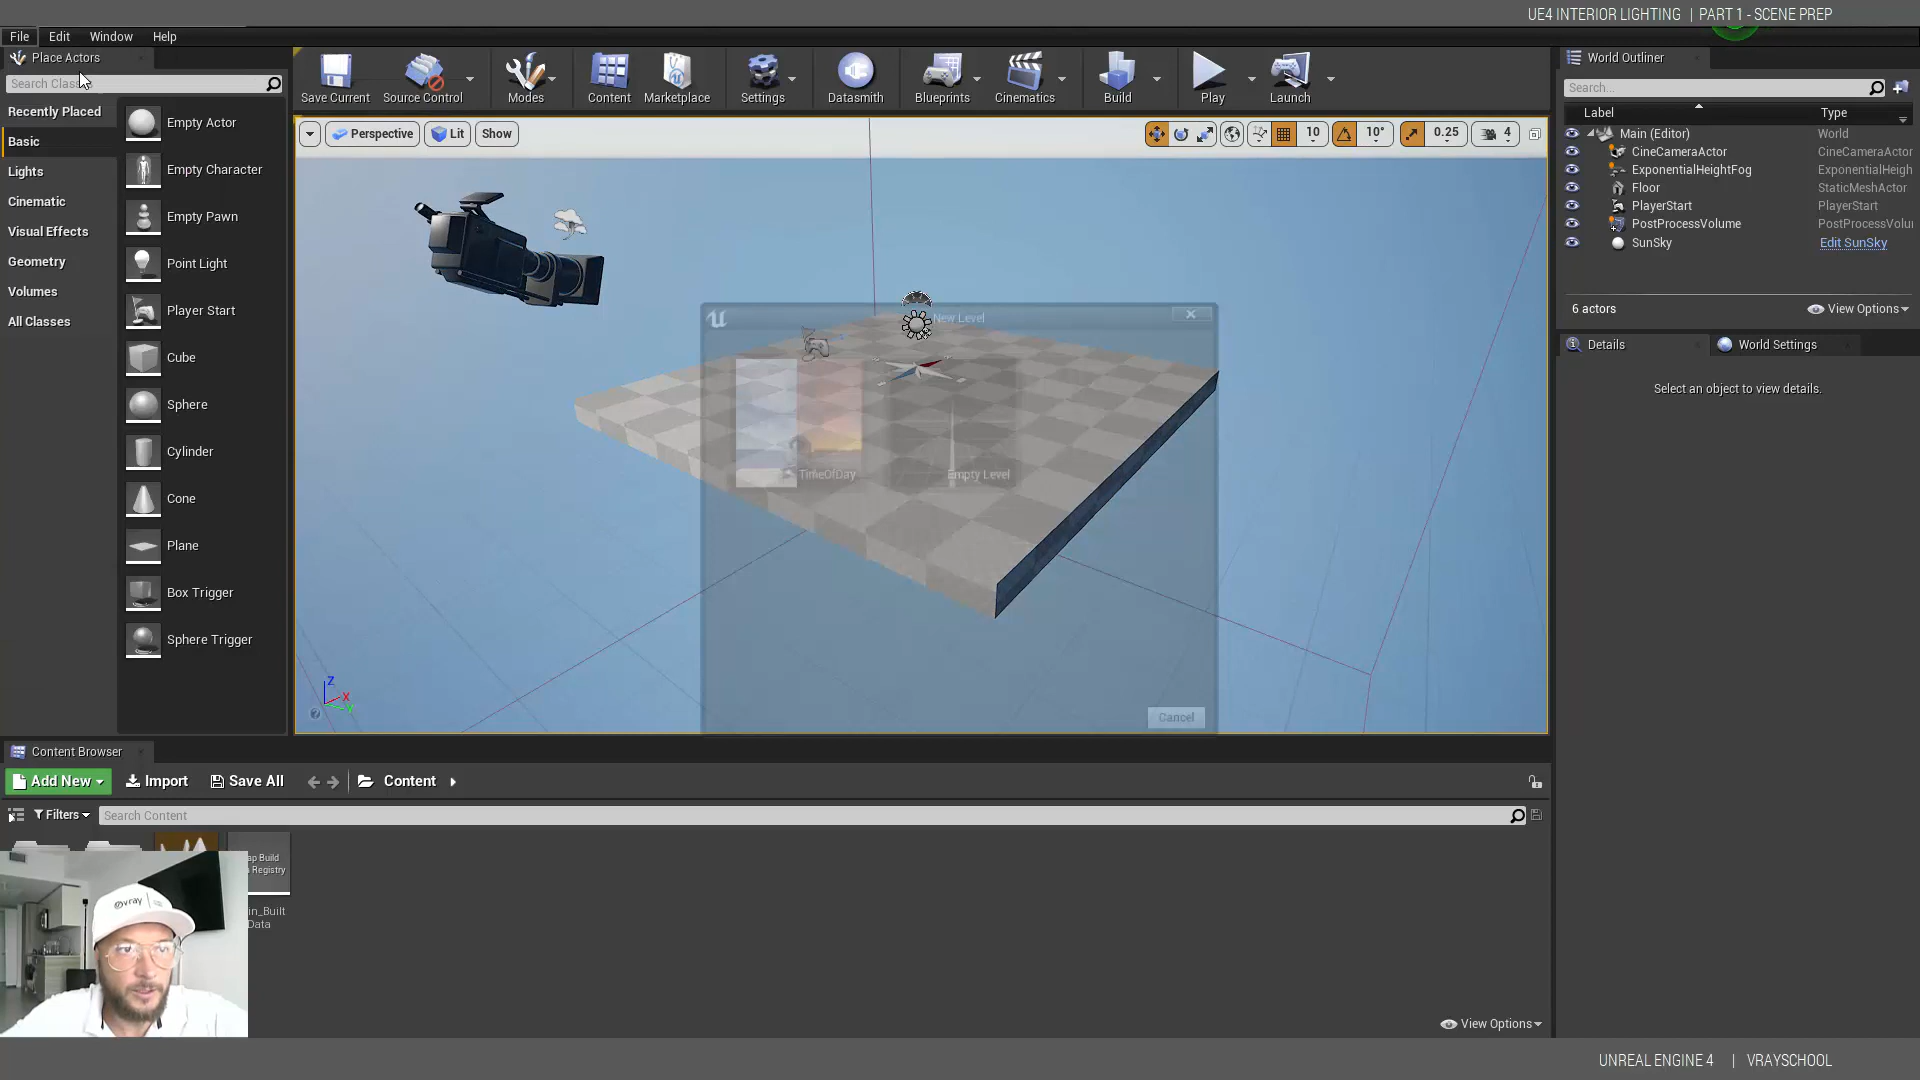 UE4 INTERIOR LIGHTING | PART 1 - SCENE PREP
File Edit Window Help
Place Actors
Search Classes
Recently Placed
Basic
Lights
Cinematic
Visual Effects
Geometry
Volumes
All Classes
Empty Actor
Empty Character
Empty Pawn
Point Light
Player Start
Cube
Sphere
Cylinder
Cone
Plane
Box Trigger
Sphere Trigger
Save Current Source Control Modes Content Marketplace Settings Datasmith Blueprints Cinematics Build Play Launch
Perspective Lit Show 10 10° 0.25 4
New Level
TimeOfDay Empty Level
Cancel
Z
X
Y
World Outliner
Search...
Label Type
Main (Editor) World
CineCameraActor CineCameraActor
ExponentialHeightFog ExponentialHeigh
Floor StaticMeshActor
PlayerStart PlayerStart
PostProcessVolume PostProcessVolu
SunSky Edit SunSky
6 actors View Options
Details World Settings
Select an object to view details.
Content Browser
Add New Import Save All Content
Filters Search Content
ap Build
Registry
in_Built
Data
vray
View Options
UNREAL ENGINE 4 | VRAYSCHOOL